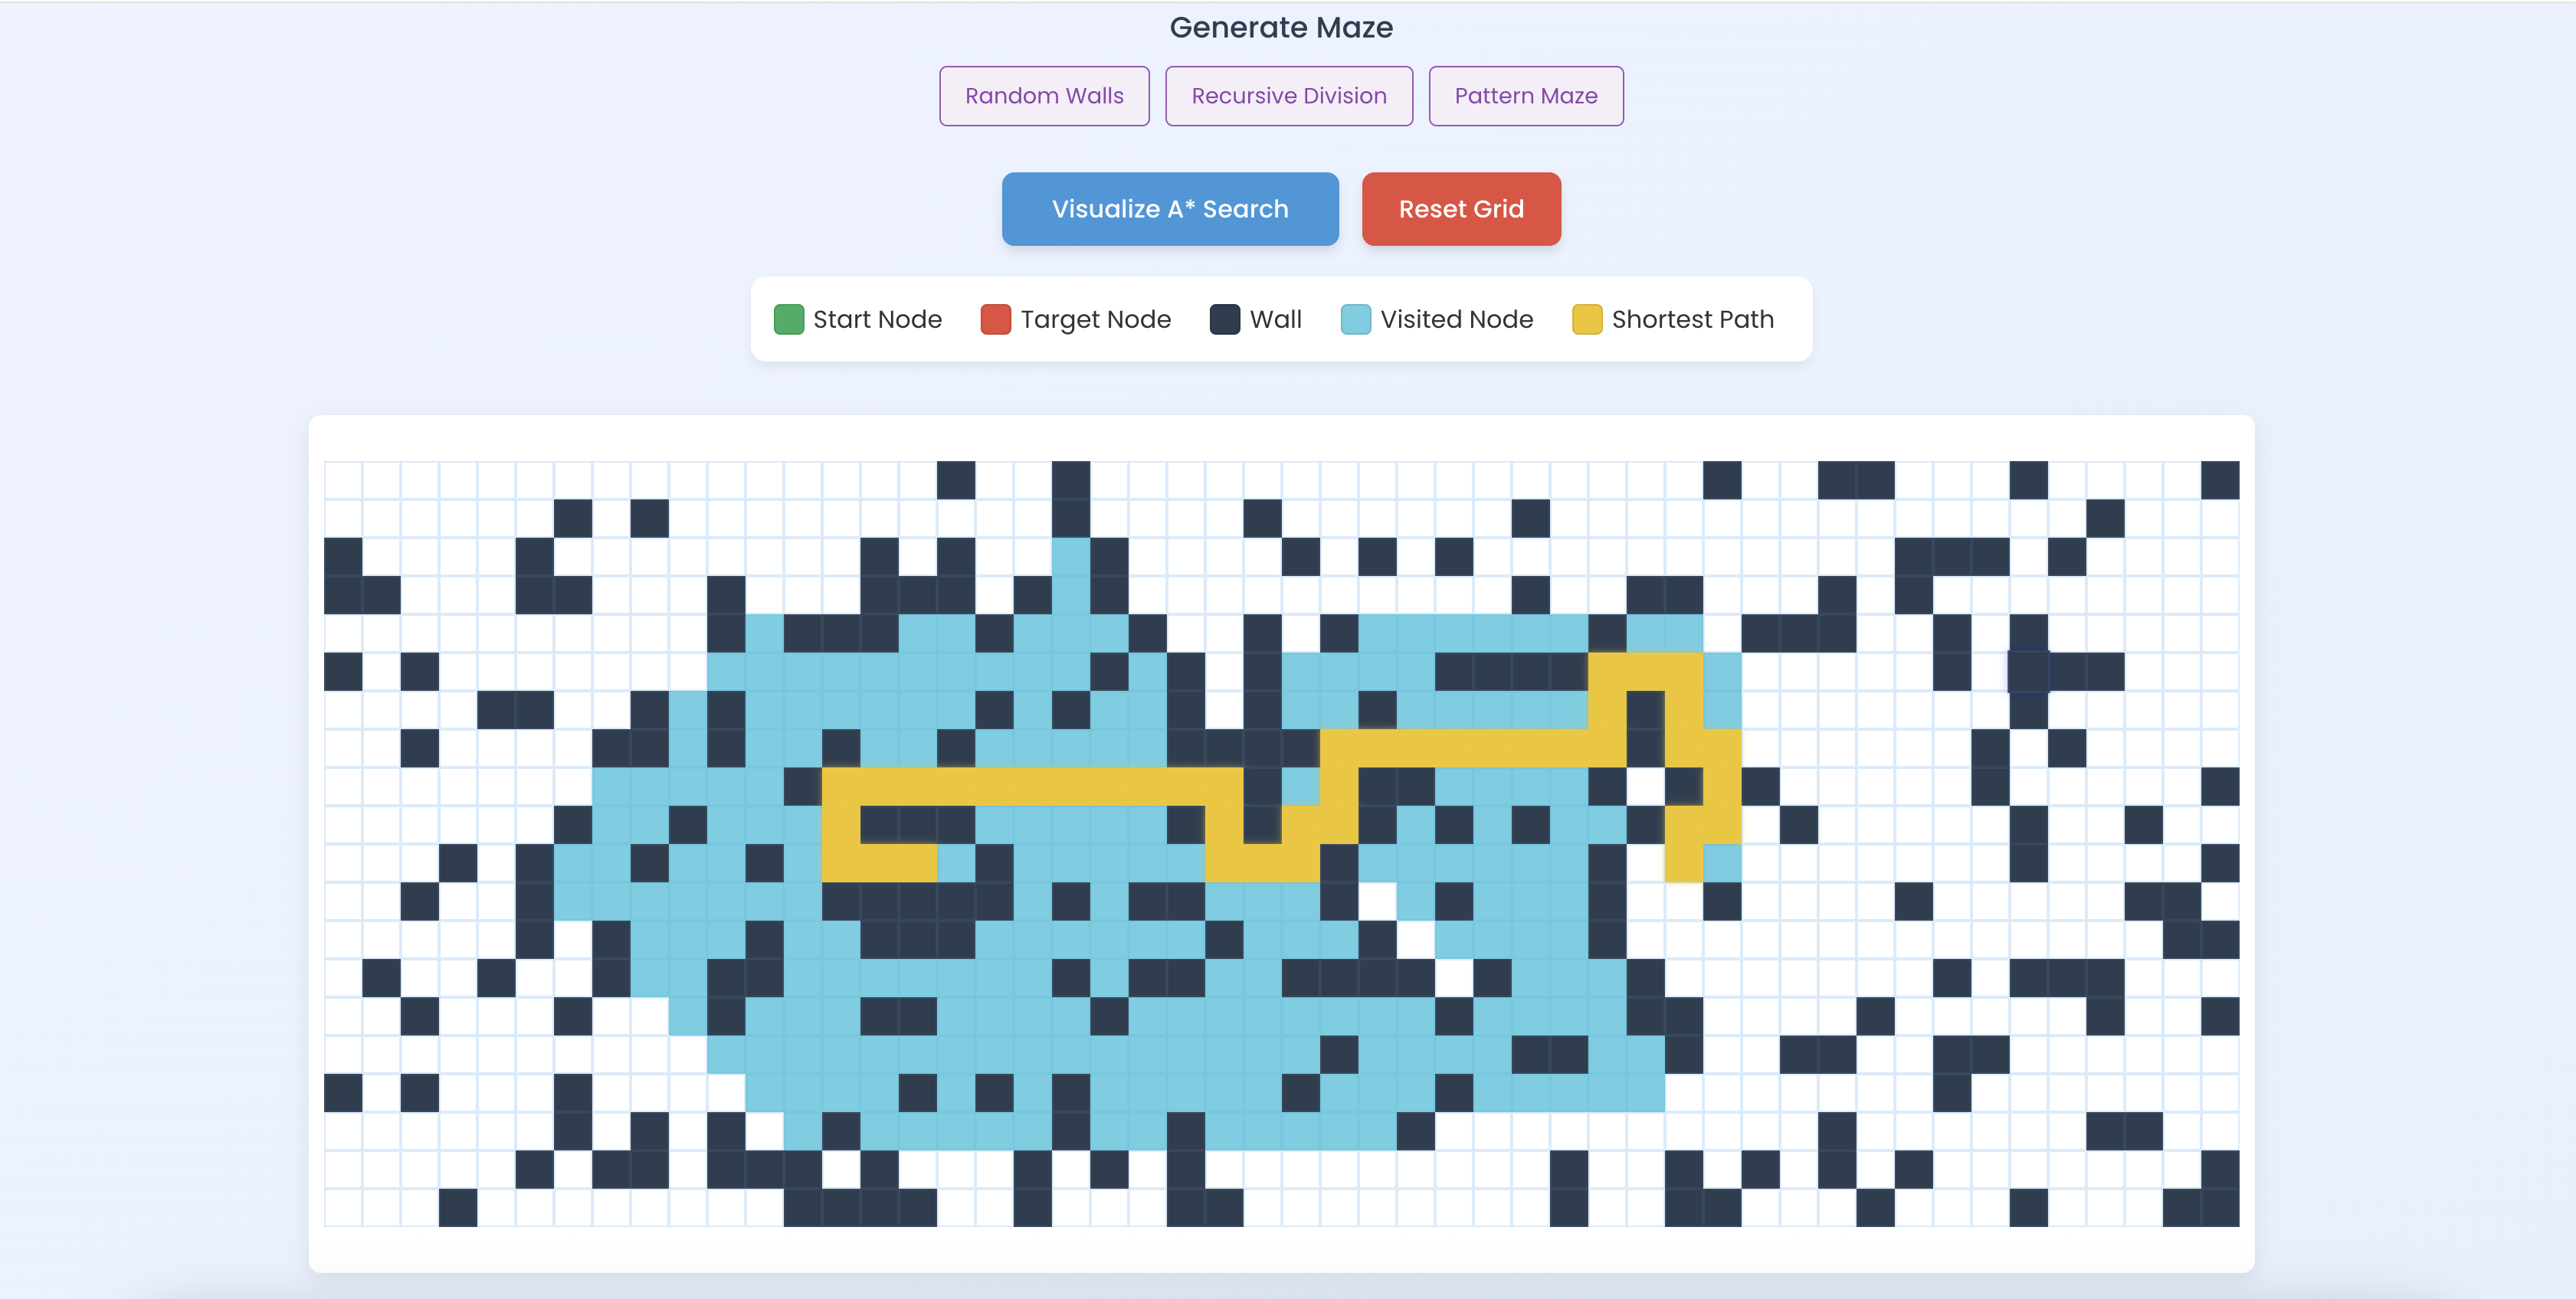 Generate Maze
Random Walls Recursive Division Pattern Maze
Visualize A* Search Reset Grid
Start Node Target Node Wall Visited Node Shortest Path